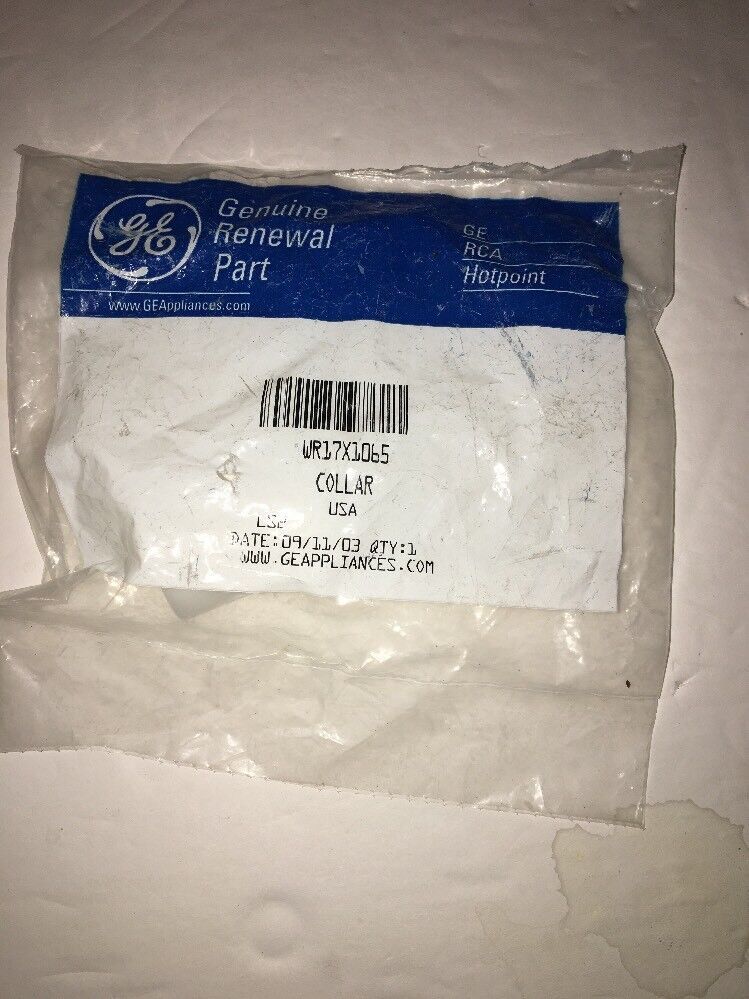 GE
Genuine
Renewal
Part
www.GEAppliances.com
GE
RCA
Hotpoint
WR17X1065
COLLAR
USA
DATE:09/11/03 QTY:1
WWW.GEAPPLIANCES.COM